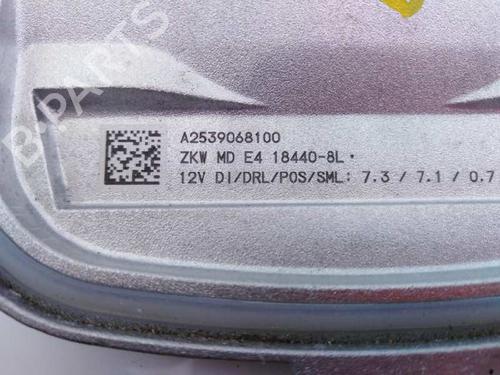 B-PARTS
A2539068100
ZKW MD E4 18440-8L·
12V DI/DRL/POS/SML: 7.3 / 7.1 / 0.7